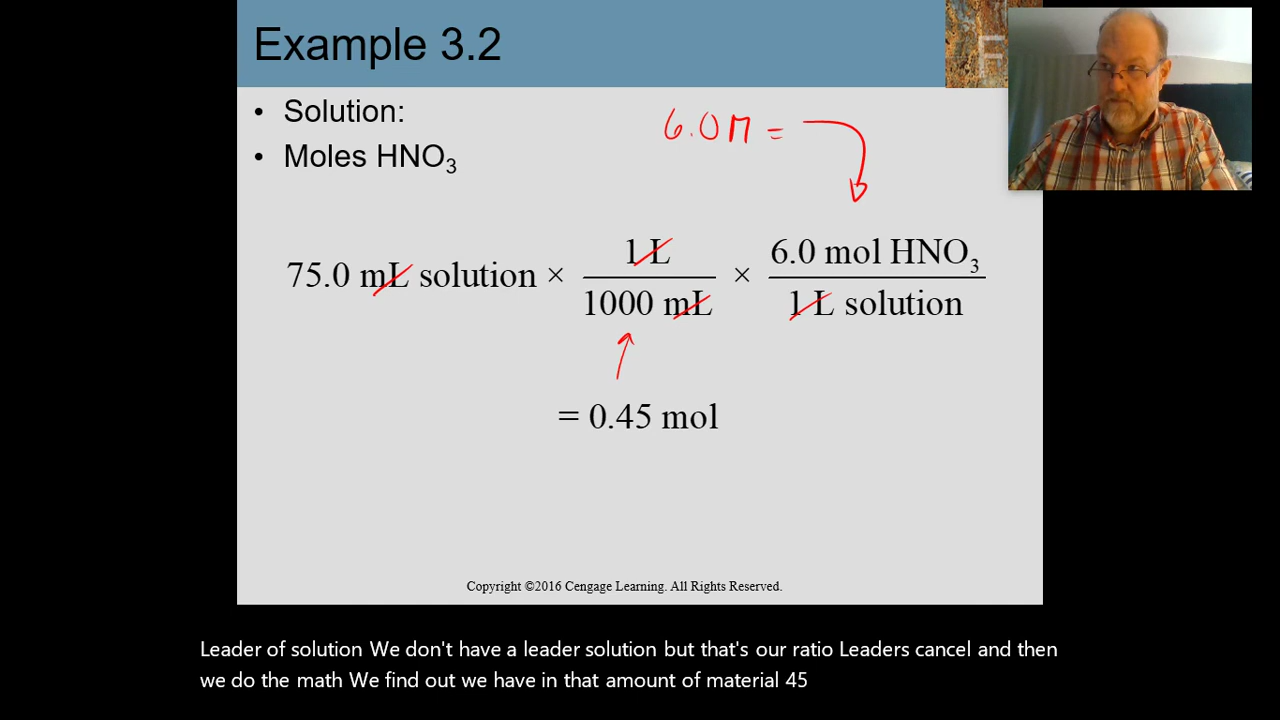 Example 3.2
• Solution:
6.0 M =
• Moles HNO₃
75.0 mL solution × 1 L / 1000 mL × 6.0 mol HNO₃ / 1 L solution
= 0.45 mol
Copyright ©2016 Cengage Learning. All Rights Reserved.
Leader of solution We don't have a leader solution but that's our ratio Leaders cancel and then
we do the math We find out we have in that amount of material 45